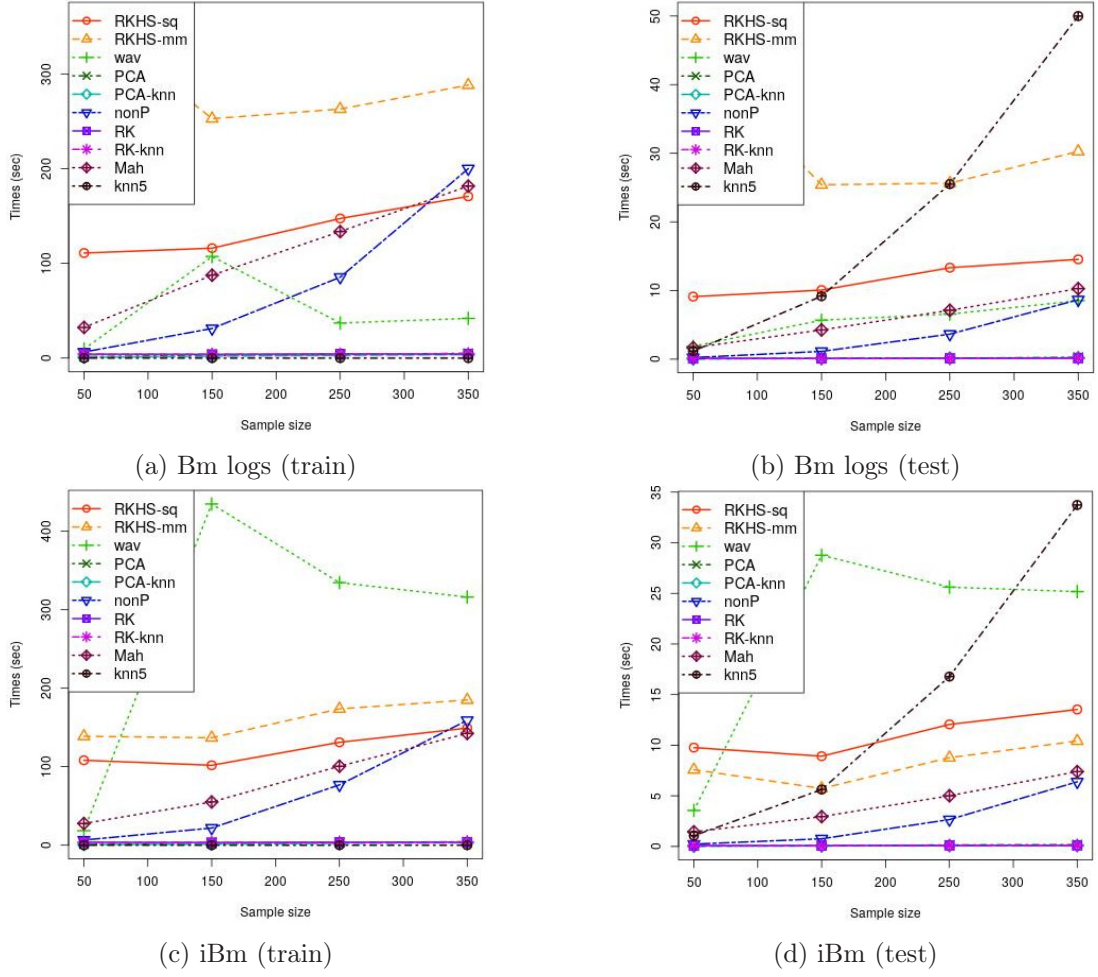 RKHS-sq
RKHS-mm
wav
PCA
PCA-knn
nonP
RK
RK-knn
Mah
knn5
Times (sec)
0
100
200
300
50
100
150
200
250
300
350
Sample size
(a) Bm logs (train)
RKHS-sq
RKHS-mm
wav
PCA
PCA-knn
nonP
RK
RK-knn
Mah
knn5
Times (sec)
0
10
20
30
40
50
50
100
150
200
250
300
350
Sample size
(b) Bm logs (test)
RKHS-sq
RKHS-mm
wav
PCA
PCA-knn
nonP
RK
RK-knn
Mah
knn5
Times (sec)
0
100
200
300
400
50
100
150
200
250
300
350
Sample size
(c) iBm (train)
RKHS-sq
RKHS-mm
wav
PCA
PCA-knn
nonP
RK
RK-knn
Mah
knn5
Times (sec)
0
5
10
15
20
25
30
35
50
100
150
200
250
300
350
Sample size
(d) iBm (test)